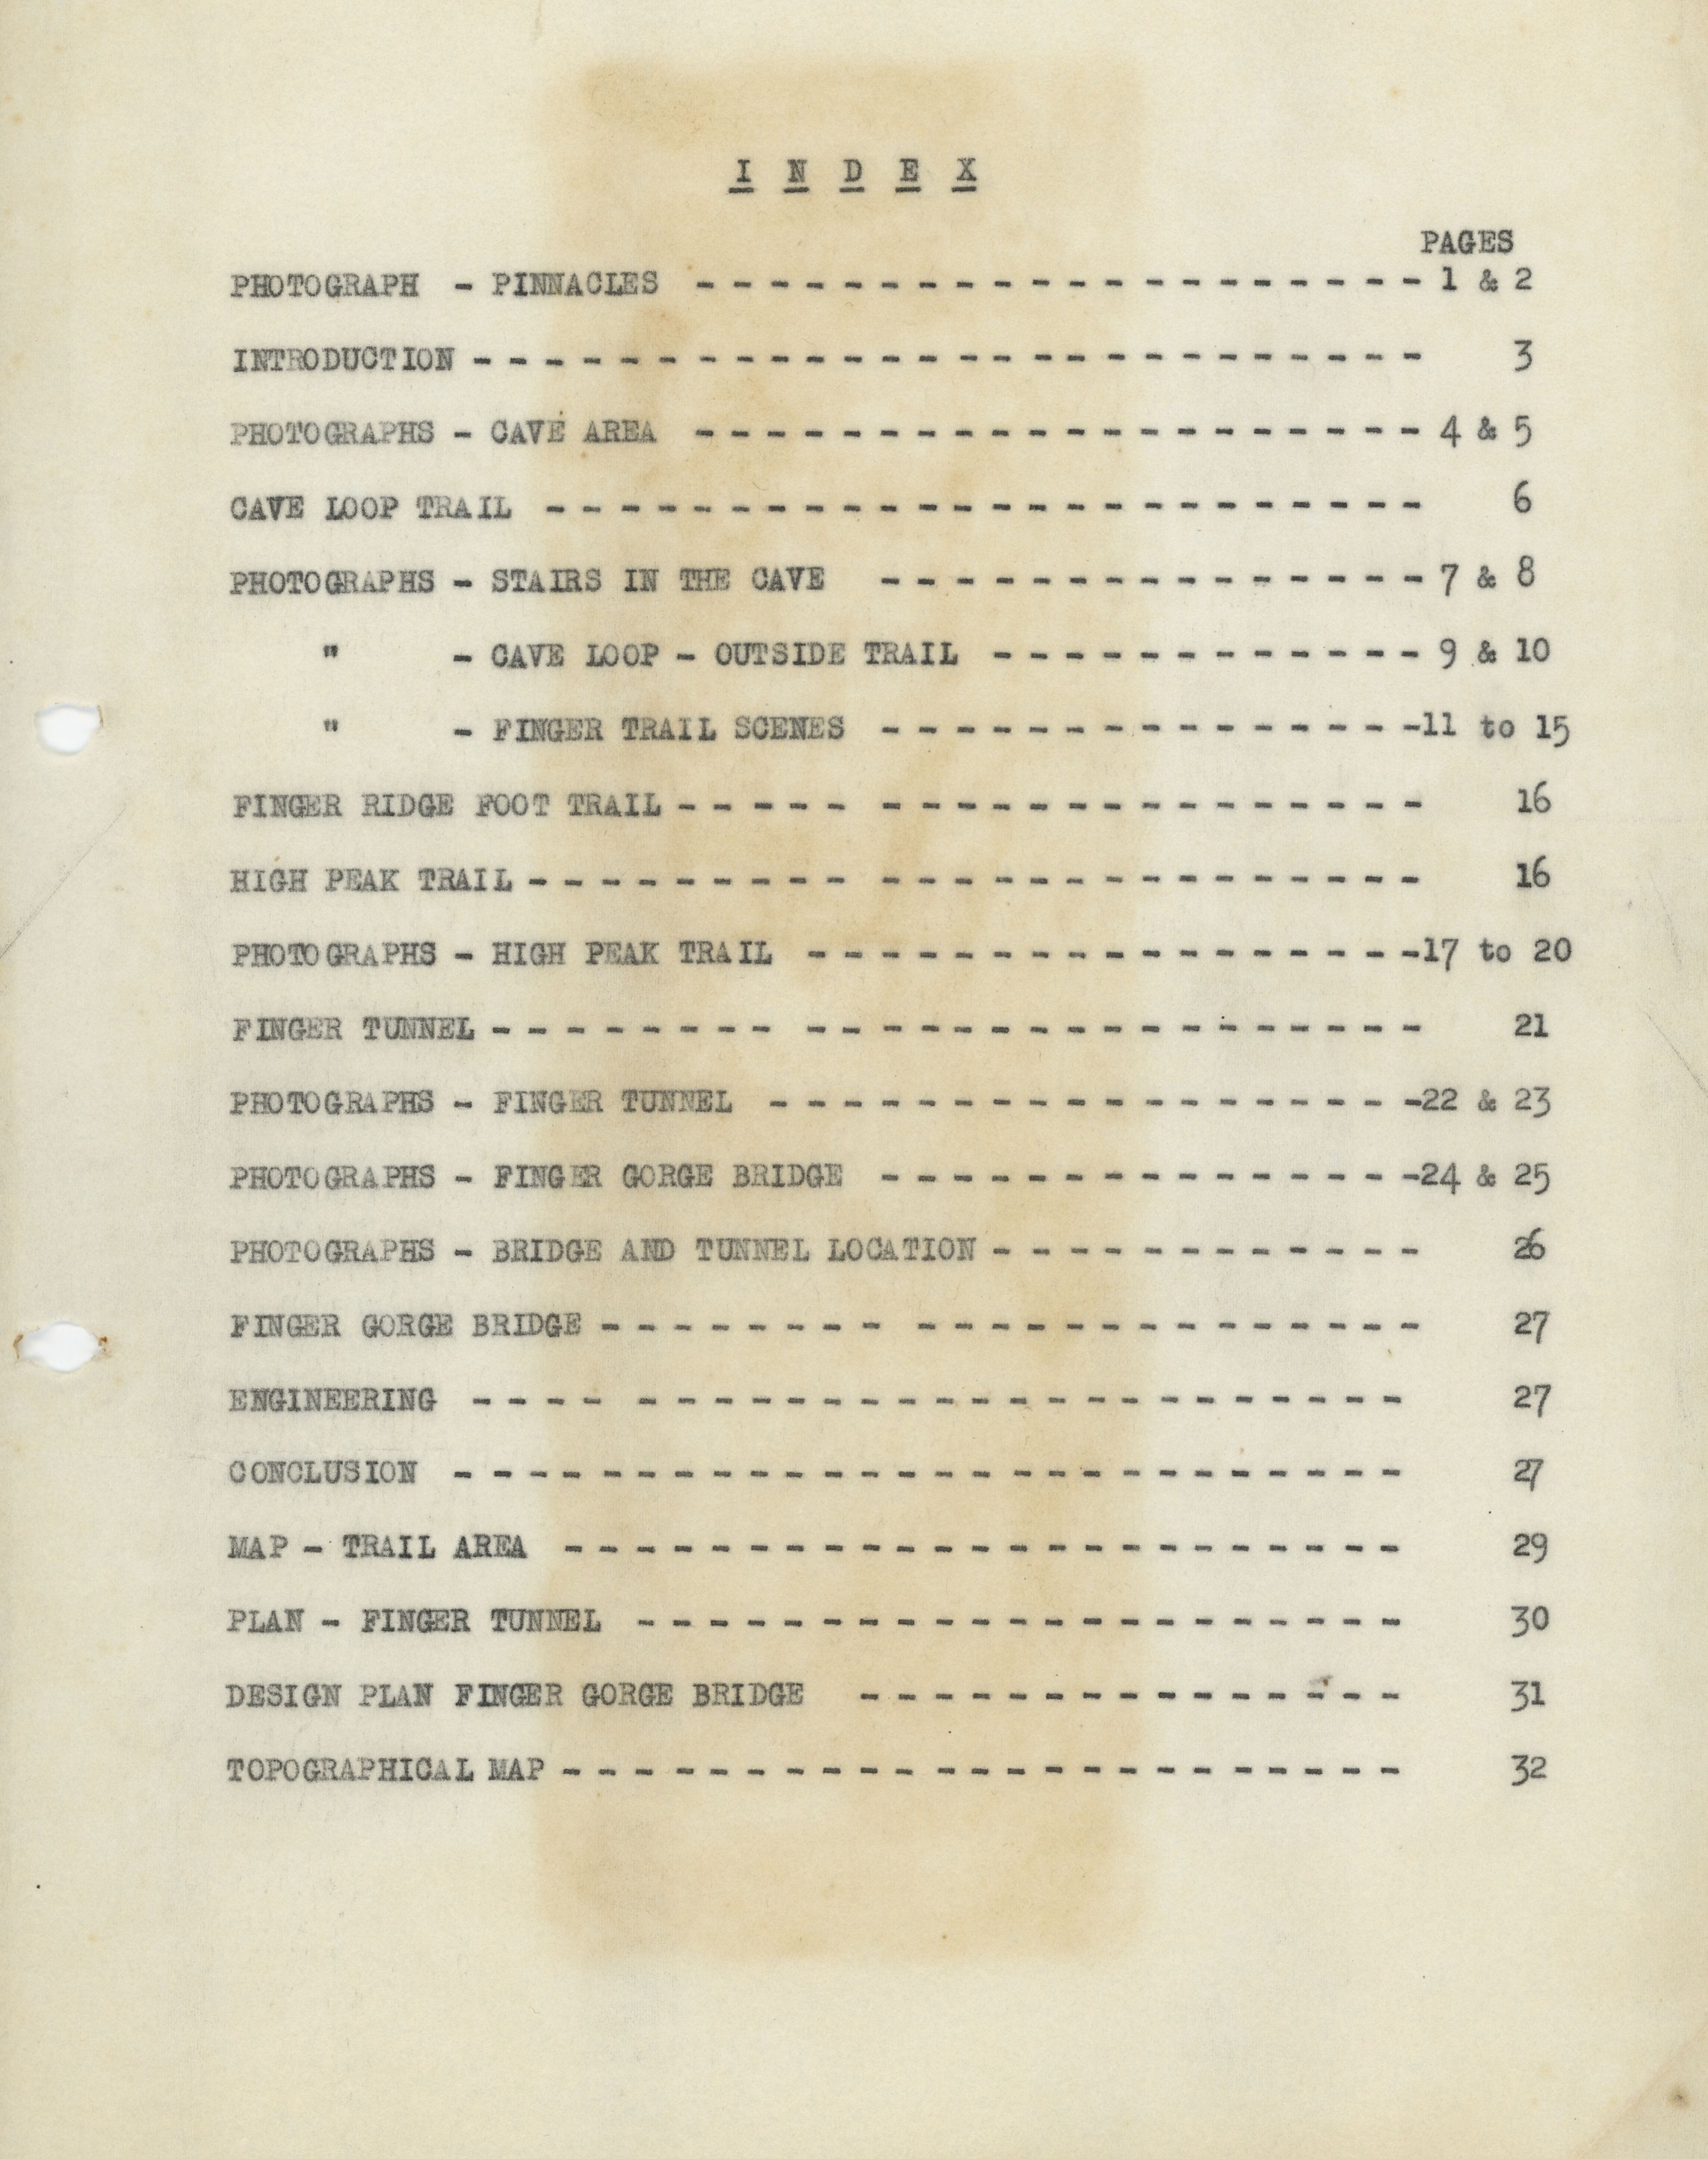 I N D E X
PAGES
PHOTOGRAPH - PINNACLES - - - - - - - - - - - - - - - - - - - - 1 & 2
INTRODUCTION - - - - - - - - - - - - - - - - - - - - - - - - - - 3
PHOTOGRAPHS - CAVE AREA - - - - - - - - - - - - - - - - - - - - 4 & 5
CAVE LOOP TRAIL - - - - - - - - - - - - - - - - - - - - - - - - 6
PHOTOGRAPHS - STAIRS IN THE CAVE - - - - - - - - - - - - - - - 7 & 8
" - CAVE LOOP - OUTSIDE TRAIL - - - - - - - - - - - - 9 & 10
" - FINGER TRAIL SCENES - - - - - - - - - - - - - - -11 to 15
FINGER RIDGE FOOT TRAIL - - - - - - - - - - - - - - - - - - - - 16
HIGH PEAK TRAIL - - - - - - - - - - - - - - - - - - - - - - - - 16
PHOTOGRAPHS - HIGH PEAK TRAIL - - - - - - - - - - - - - - - - -17 to 20
FINGER TUNNEL - - - - - - - - - - - - - - - - - - - - - - - - - 21
PHOTOGRAPHS - FINGER TUNNEL - - - - - - - - - - - - - - - - - -22 & 23
PHOTOGRAPHS - FINGER GORGE BRIDGE - - - - - - - - - - - - - - -24 & 25
PHOTOGRAPHS - BRIDGE AND TUNNEL LOCATION - - - - - - - - - - - - 26
FINGER GORGE BRIDGE - - - - - - - - - - - - - - - - - - - - - - 27
ENGINEERING - - - - - - - - - - - - - - - - - - - - - - - - - 27
CONCLUSION - - - - - - - - - - - - - - - - - - - - - - - - - - 27
MAP - TRAIL AREA - - - - - - - - - - - - - - - - - - - - - - - 29
PLAN - FINGER TUNNEL - - - - - - - - - - - - - - - - - - - - - 30
DESIGN PLAN FINGER GORGE BRIDGE - - - - - - - - - - - - - - - 31
TOPOGRAPHICAL MAP - - - - - - - - - - - - - - - - - - - - - - - 32